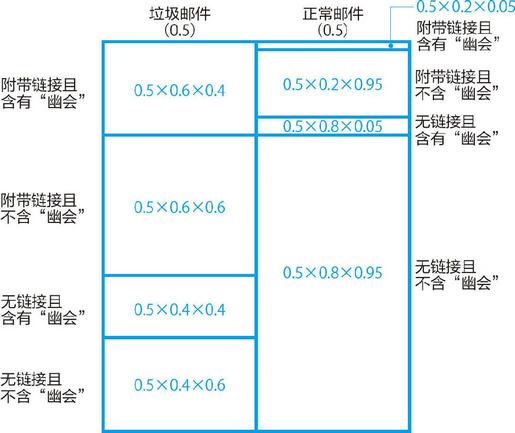 垃圾邮件
(0.5)
正常邮件
(0.5)
0.5×0.2×0.05
附带链接且
含有“幽会”
附带链接且
含有“幽会”
0.5×0.6×0.4
0.5×0.2×0.95
附带链接且
不含“幽会”
0.5×0.8×0.05
无链接且
含有“幽会”
附带链接且
不含“幽会”
0.5×0.6×0.6
0.5×0.8×0.95
无链接且
不含“幽会”
无链接且
含有“幽会”
0.5×0.4×0.4
无链接且
不含“幽会”
0.5×0.4×0.6